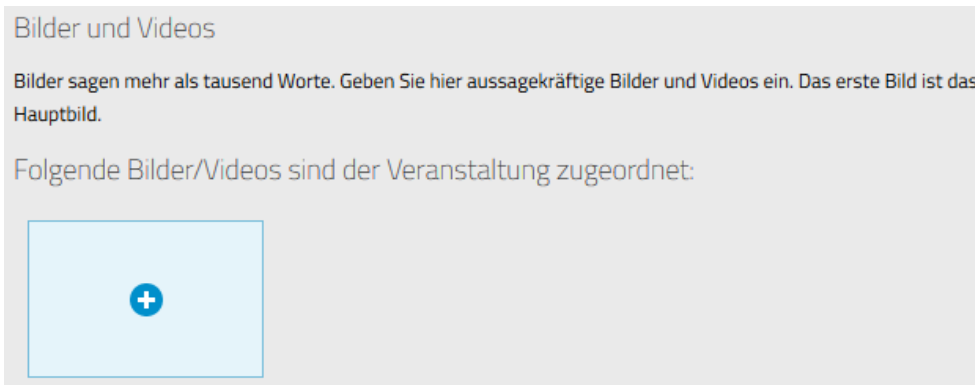 Bilder und Videos
Bilder sagen mehr als tausend Worte. Geben Sie hier aussagekräftige Bilder und Videos ein. Das erste Bild ist das
Hauptbild.
Folgende Bilder/Videos sind der Veranstaltung zugeordnet: